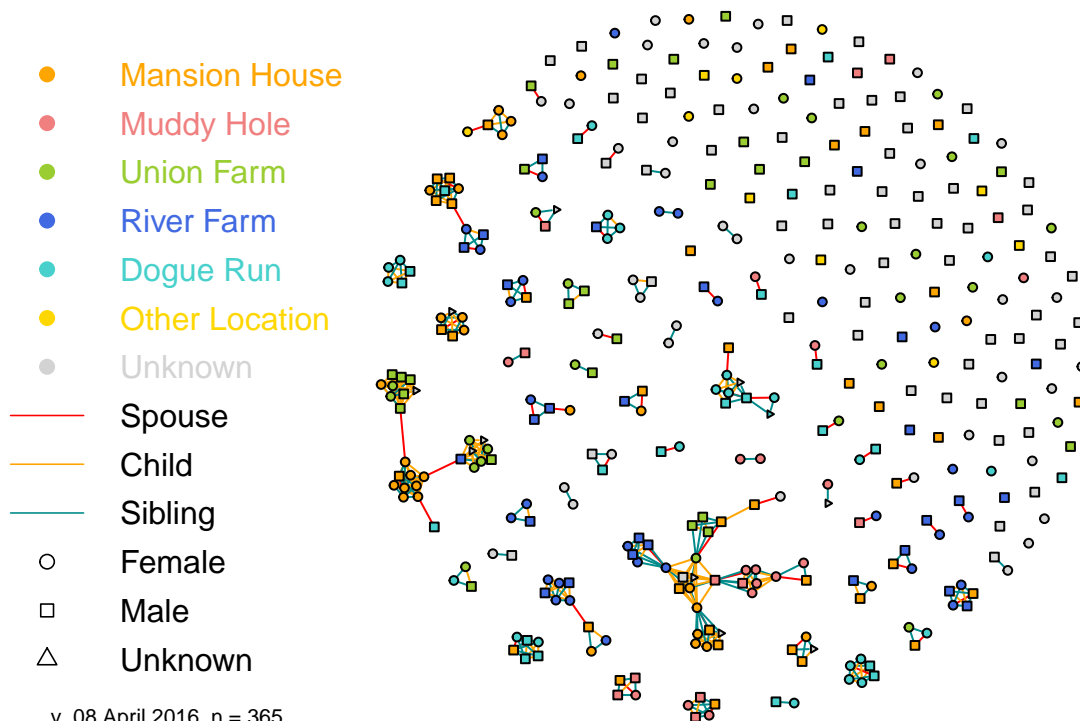 Mansion House
Muddy Hole
Union Farm
River Farm
Dogue Run
Other Location
Unknown
Spouse
Child
Sibling
Female
Male
Unknown
v. 08 April 2016, n = 365